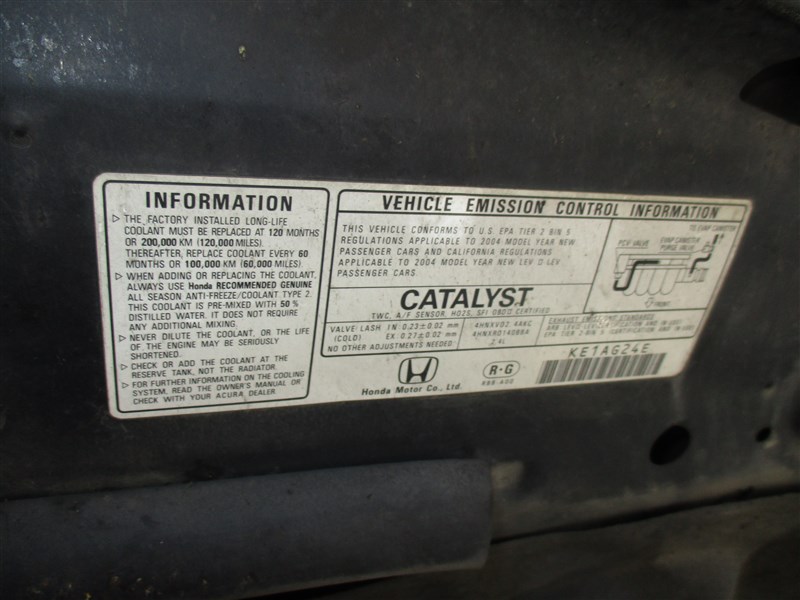 INFORMATION
▷ THE FACTORY INSTALLED LONG-LIFE
COOLANT MUST BE REPLACED AT 120 MONTHS
OR 200,000 KM (120,000 MILES).
THEREAFTER, REPLACE COOLANT EVERY 60
MONTHS OR 100,000 KM (60,000 MILES).
▷ WHEN ADDING OR REPLACING THE COOLANT,
ALWAYS USE Honda RECOMMENDED GENUINE
ALL SEASON ANTI-FREEZE/COOLANT TYPE 2.
THIS COOLANT IS PRE-MIXED WITH 50 %
DISTILLED WATER. IT DOES NOT REQUIRE
ANY ADDITIONAL MIXING.
▷ NEVER DILUTE THE COOLANT, OR THE LIFE
OF THE ENGINE MAY BE SERIOUSLY
SHORTENED.
▷ CHECK OR ADD THE COOLANT AT THE
RESERVE TANK, NOT THE RADIATOR.
▷ FOR FURTHER INFORMATION ON THE COOLING
SYSTEM, READ THE OWNER'S MANUAL OR
CHECK WITH YOUR ACURA DEALER
VEHICLE EMISSION CONTROL INFORMATION
THIS VEHICLE CONFORMS TO U.S. EPA TIER 2 BIN 5
REGULATIONS APPLICABLE TO 2004 MODEL YEAR NEW
PASSENGER CARS AND CALIFORNIA REGULATIONS
APPLICABLE TO 2004 MODEL YEAR NEW LEV II LEV
PASSENGER CARS.
CATALYST
TWC, A/F SENSOR, HO2S, SFI OBDII CERTIFIED
TO EVAP CANISTER
PCV VALVE
EVAP CANISTER
PURGE VALVE
FRONT
VALVE LASH IN 0.23±0.02 mm
(COLD) EX 0.27±0.02 mm
NO OTHER ADJUSTMENTS NEEDED
2.4L
KE1AG24E
Honda Motor Co., Ltd.
R-G